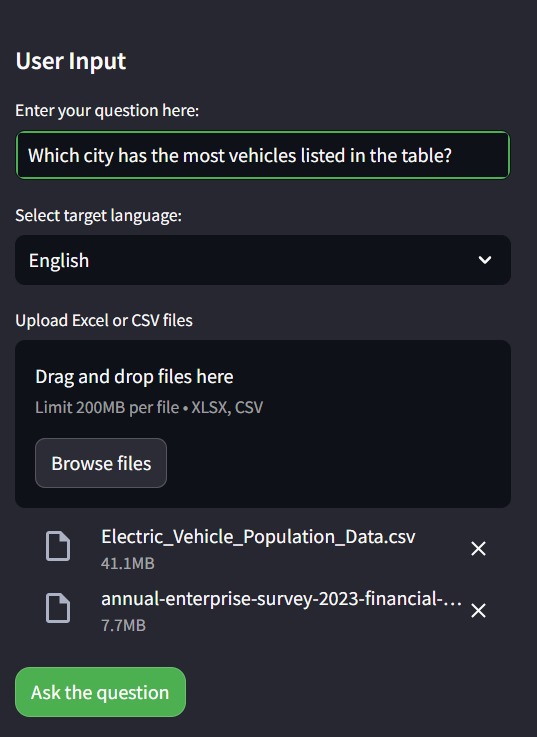 User Input
Enter your question here:
Which city has the most vehicles listed in the table?
Select target language:
English
Upload Excel or CSV files
Drag and drop files here
Limit 200MB per file • XLSX, CSV
Browse files
Electric_Vehicle_Population_Data.csv
41.1MB
annual-enterprise-survey-2023-financial-...
7.7MB
Ask the question